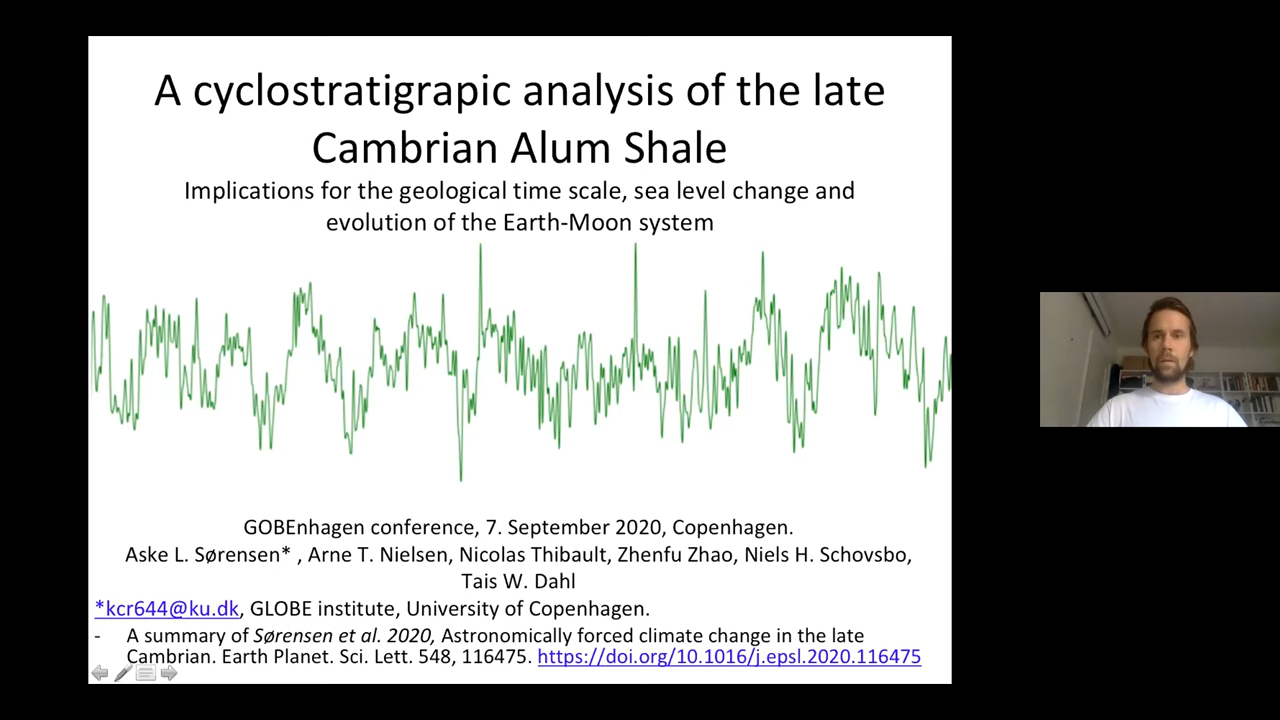 A cyclostratigrapic analysis of the late
Cambrian Alum Shale
Implications for the geological time scale, sea level change and
evolution of the Earth-Moon system
GOBEnhagen conference, 7. September 2020, Copenhagen.
Aske L. Sørensen* , Arne T. Nielsen, Nicolas Thibault, Zhenfu Zhao, Niels H. Schovsbo,
Tais W. Dahl
*kcr644@ku.dk, GLOBE institute, University of Copenhagen.
- A summary of Sørensen et al. 2020, Astronomically forced climate change in the late
Cambrian. Earth Planet. Sci. Lett. 548, 116475. https://doi.org/10.1016/j.epsl.2020.116475